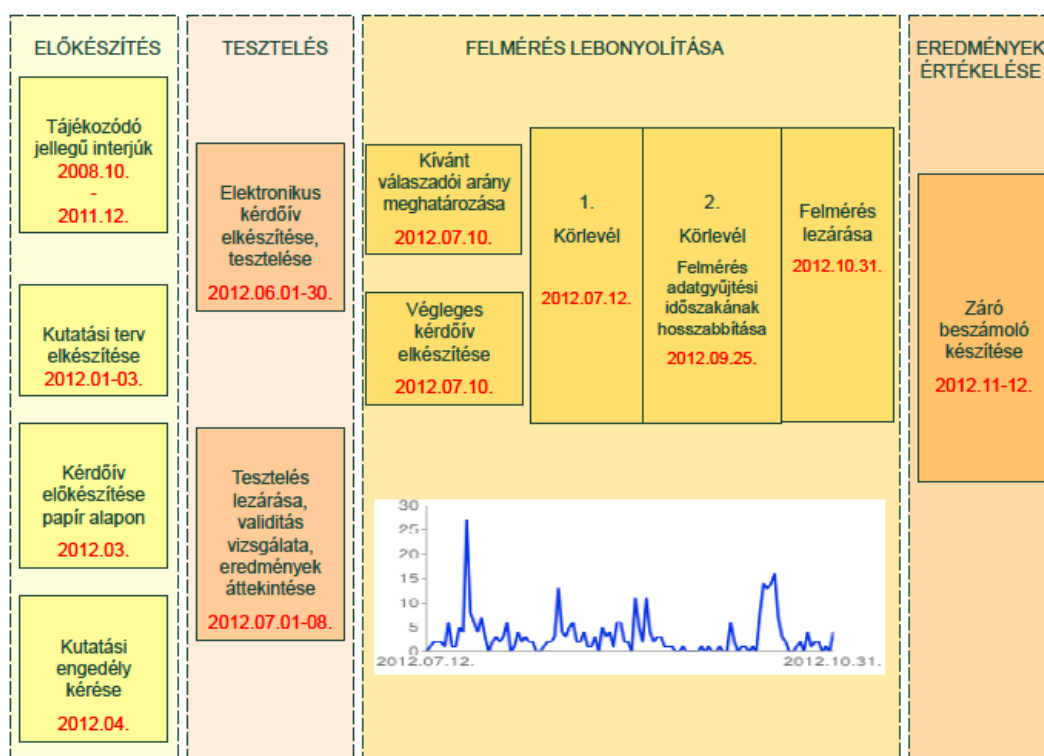 ELŐKÉSZÍTÉS
Tájékozódó
jellegű interjúk
2008.10.
-
2011.12.
Kutatási terv
elkészítése
2012.01-03.
Kérdőív
előkészítése
papír alapon
2012.03.
Kutatási
engedély
kérése
2012.04.
TESZTELÉS
Elektronikus
kérdőív
elkészítése,
tesztelése
2012.06.01-30.
Tesztelés
lezárása,
validitás
vizsgálata,
eredmények
áttekintése
2012.07.01-08.
FELMÉRÉS LEBONYOLÍTÁSA
Kívánt
válaszadói arány
meghatározása
2012.07.10.
Végleges
kérdőív
elkészítése
2012.07.10.
1.
Körlevél
2012.07.12.
2.
Körlevél
Felmérés
adatgyűjtési
időszakának
hosszabbítása
2012.09.25.
Felmérés
lezárása
2012.10.31.
30
25
20
15
10
5
0
2012.07.12.
2012.10.31.
EREDMÉNYEK
ÉRTÉKELÉSE
Záró
beszámoló
készítése
2012.11-12.